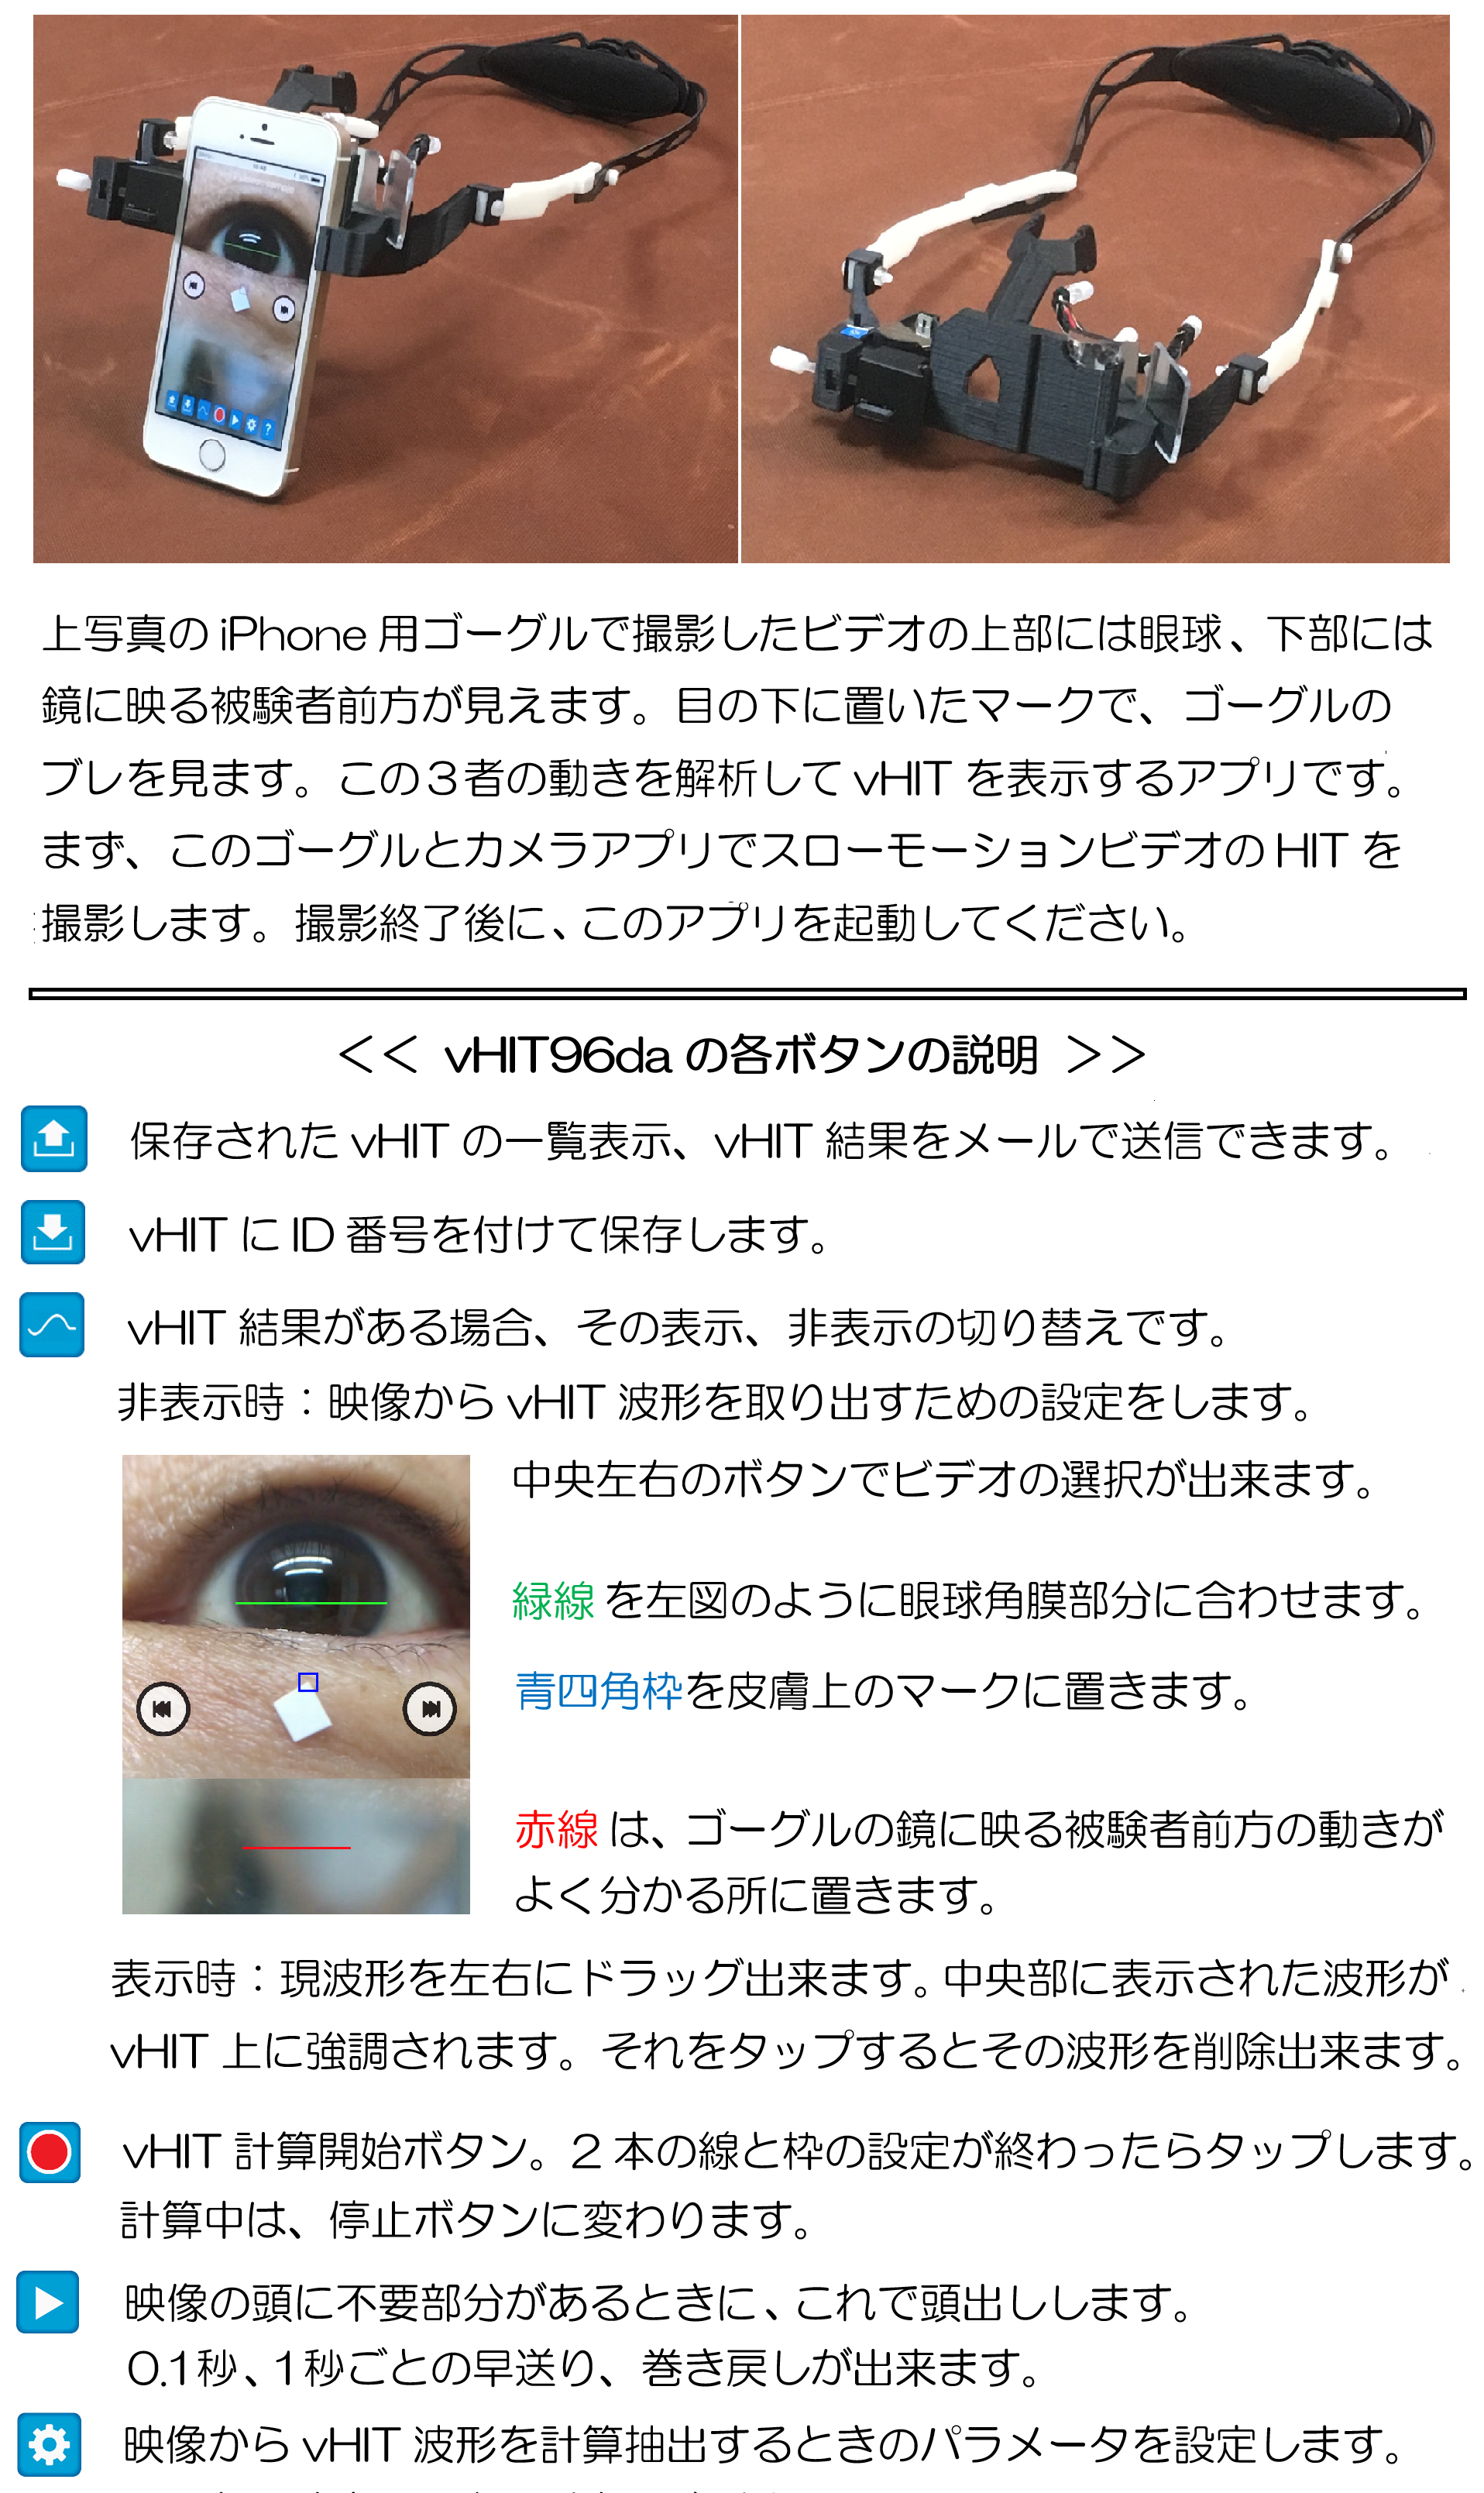 上写真の iPhone 用ゴーグルで撮影したビデオの上部には眼球、下部には
鏡に映る被験者前方が見えます。目の下に置いたマークで、ゴーグルの
ブレを見ます。この３者の動きを解析して vHIT を表示するアプリです。
まず、このゴーグルとカメラアプリでスローモーションビデオの HIT を
撮影します。撮影終了後に、このアプリを起動してください。
<< vHIT96da の各ボタンの説明 >>
保存された vHIT の一覧表示、vHIT 結果をメールで送信できます。
vHIT に ID 番号を付けて保存します。
vHIT 結果がある場合、その表示、非表示の切り替えです。
非表示時：映像から vHIT 波形を取り出すための設定をします。
中央左右のボタンでビデオの選択が出来ます。
緑線 を左図のように眼球角膜部分に合わせます。
青四角枠を皮膚上のマークに置きます。
赤線 は、ゴーグルの鏡に映る被験者前方の動きが
よく分かる所に置きます。
表示時：現波形を左右にドラッグ出来ます。中央部に表示された波形が
vHIT 上に強調されます。それをタップするとその波形を削除出来ます。
vHIT 計算開始ボタン。２本の線と枠の設定が終わったらタップします。
計算中は、停止ボタンに変わります。
映像の頭に不要部分があるときに、これで頭出しします。
0.1秒、1秒ごとの早送り、巻き戻しが出来ます。
映像から vHIT 波形を計算抽出するときのパラメータを設定します。